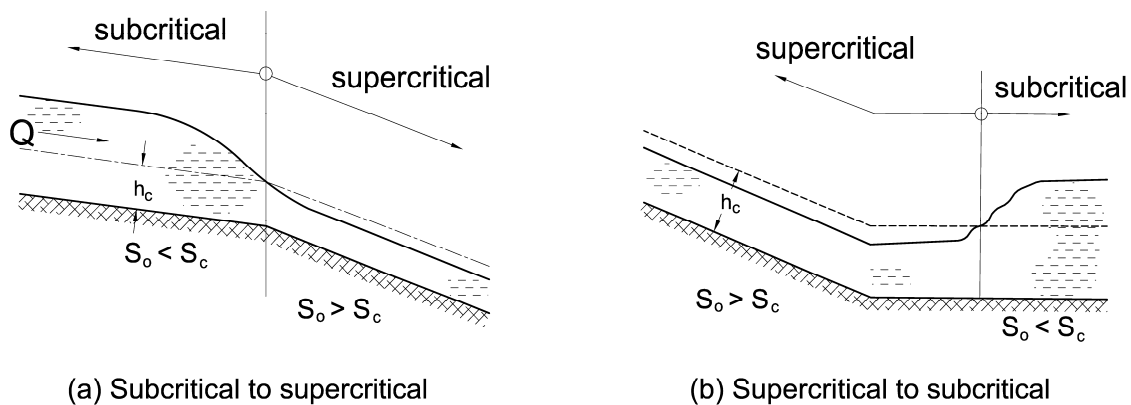 subcritical
supercritical
Q
h_c
S_o < S_c
S_o > S_c
(a) Subcritical to supercritical
supercritical
subcritical
h_c
S_o > S_c
S_o < S_c
(b) Supercritical to subcritical